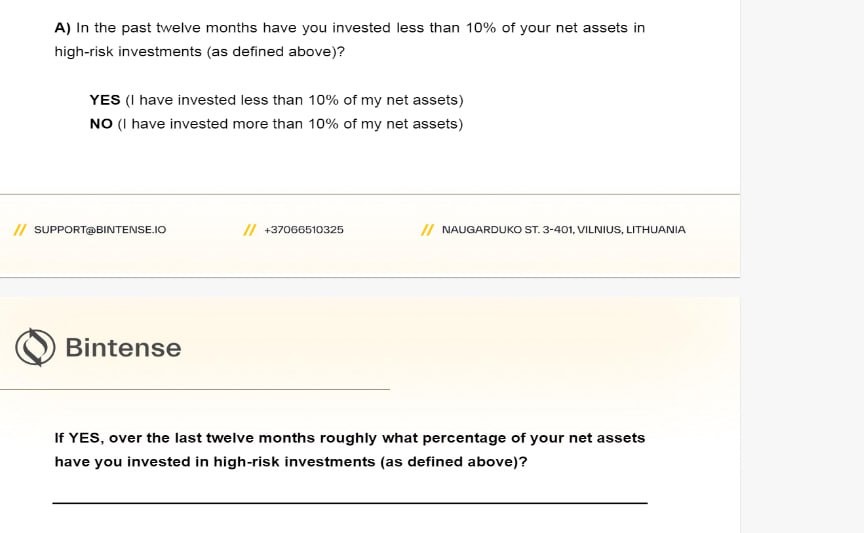 A) In the past twelve months have you invested less than 10% of your net assets in
high-risk investments (as defined above)?
YES (I have invested less than 10% of my net assets)
NO (I have invested more than 10% of my net assets)
// SUPPORT@BINTENSE.IO // +37066510325 // NAUGARDUKO ST. 3-401, VILNIUS, LITHUANIA
Bintense
If YES, over the last twelve months roughly what percentage of your net assets
have you invested in high-risk investments (as defined above)?